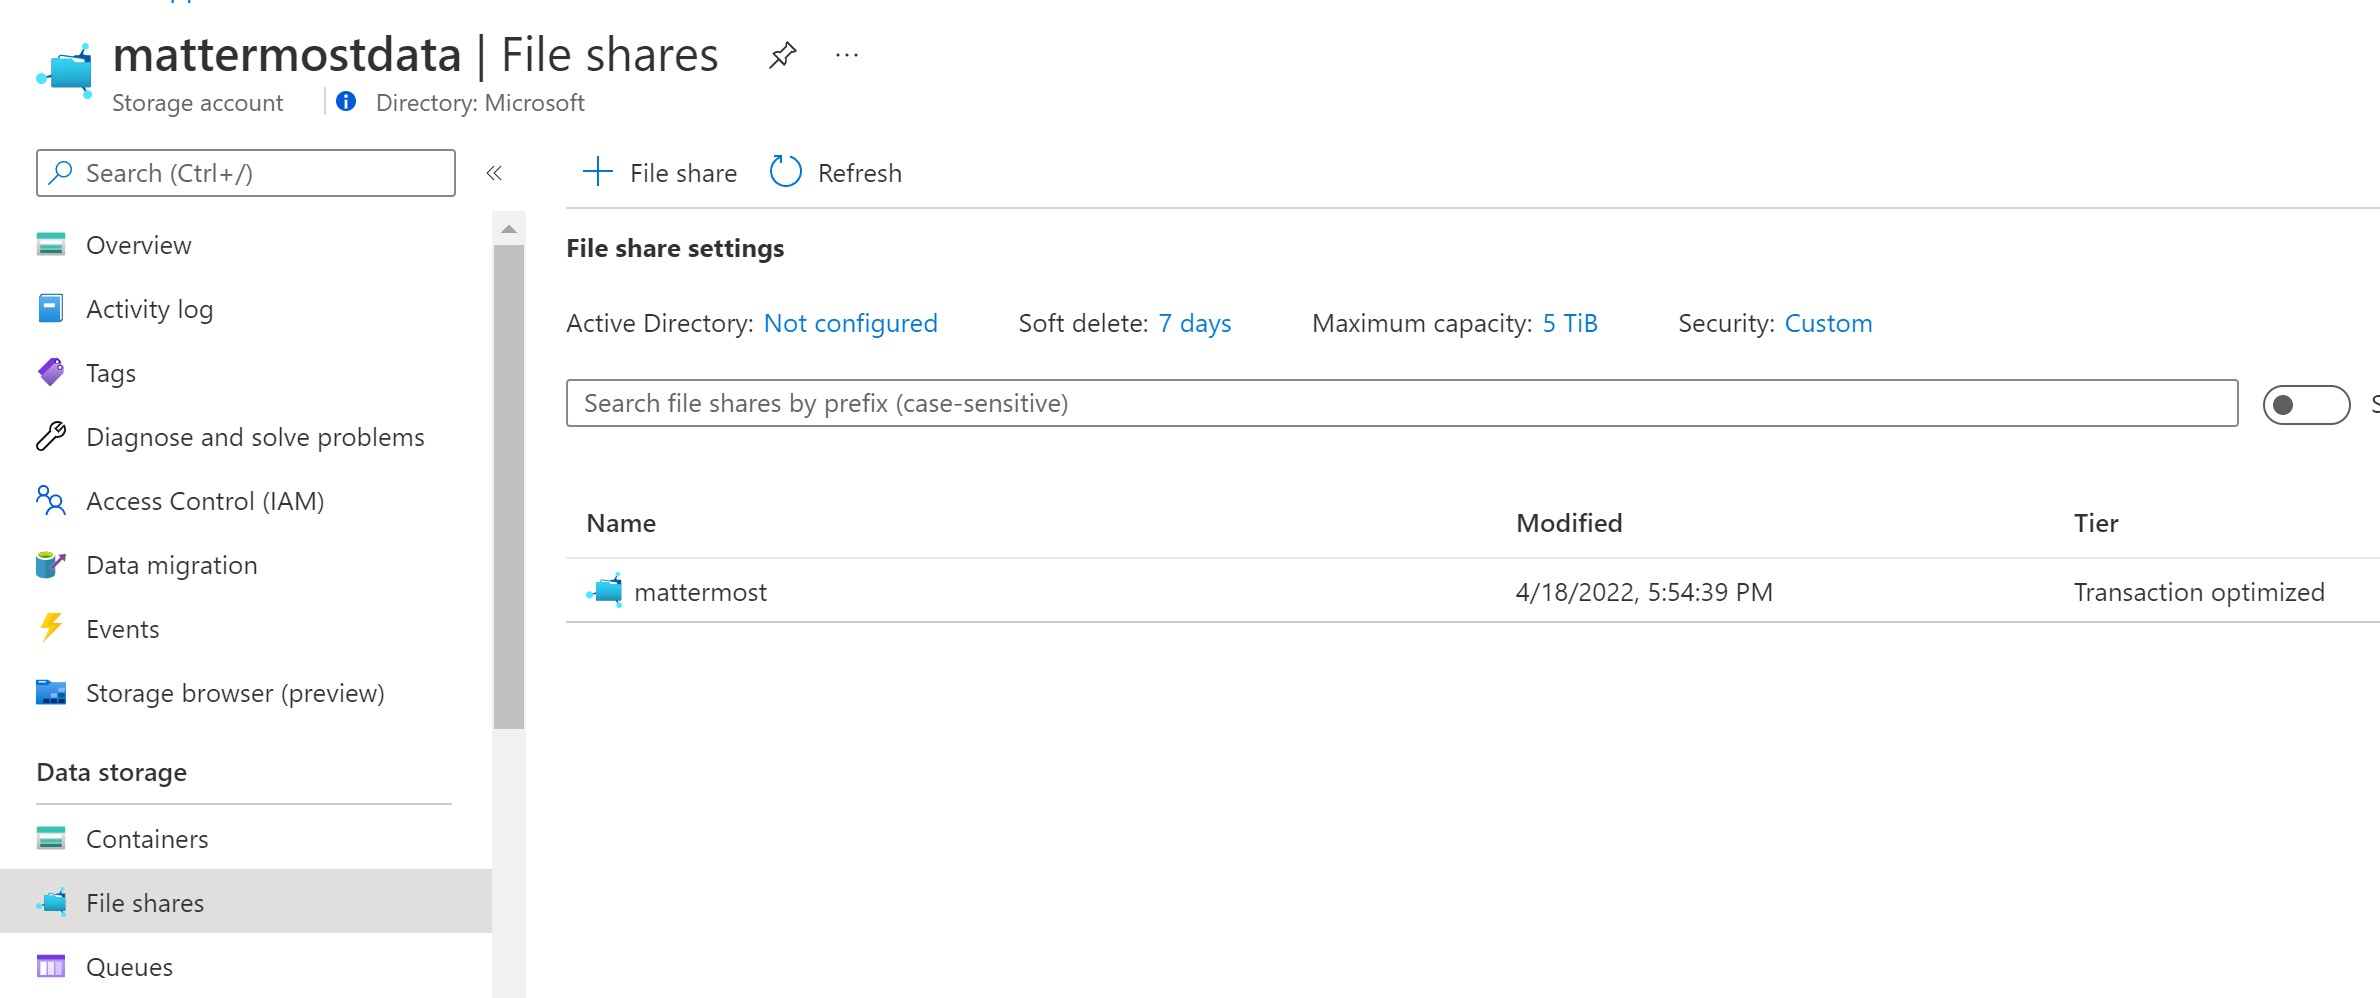 mattermostdata | File shares
Storage account
Directory: Microsoft
Search (Ctrl+/)
Overview
Activity log
Tags
Diagnose and solve problems
Access Control (IAM)
Data migration
Events
Storage browser (preview)
Data storage
Containers
File shares
Queues
File share
Refresh
File share settings
Active Directory: Not configured
Soft delete: 7 days
Maximum capacity: 5 TiB
Security: Custom
Search file shares by prefix (case-sensitive)
Name Modified Tier
mattermost 4/18/2022, 5:54:39 PM Transaction optimized